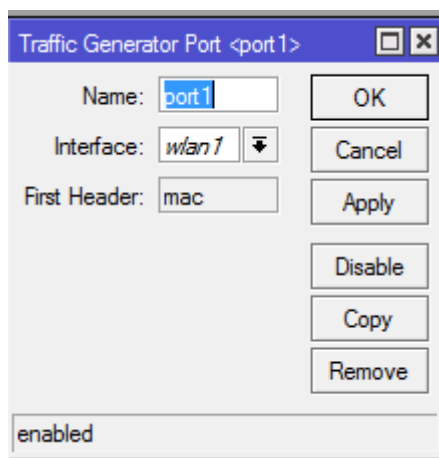 Traffic Generator Port <port1>
Name: port1
OK
Interface: wlan1
Cancel
First Header: mac
Apply
Disable
Copy
Remove
enabled